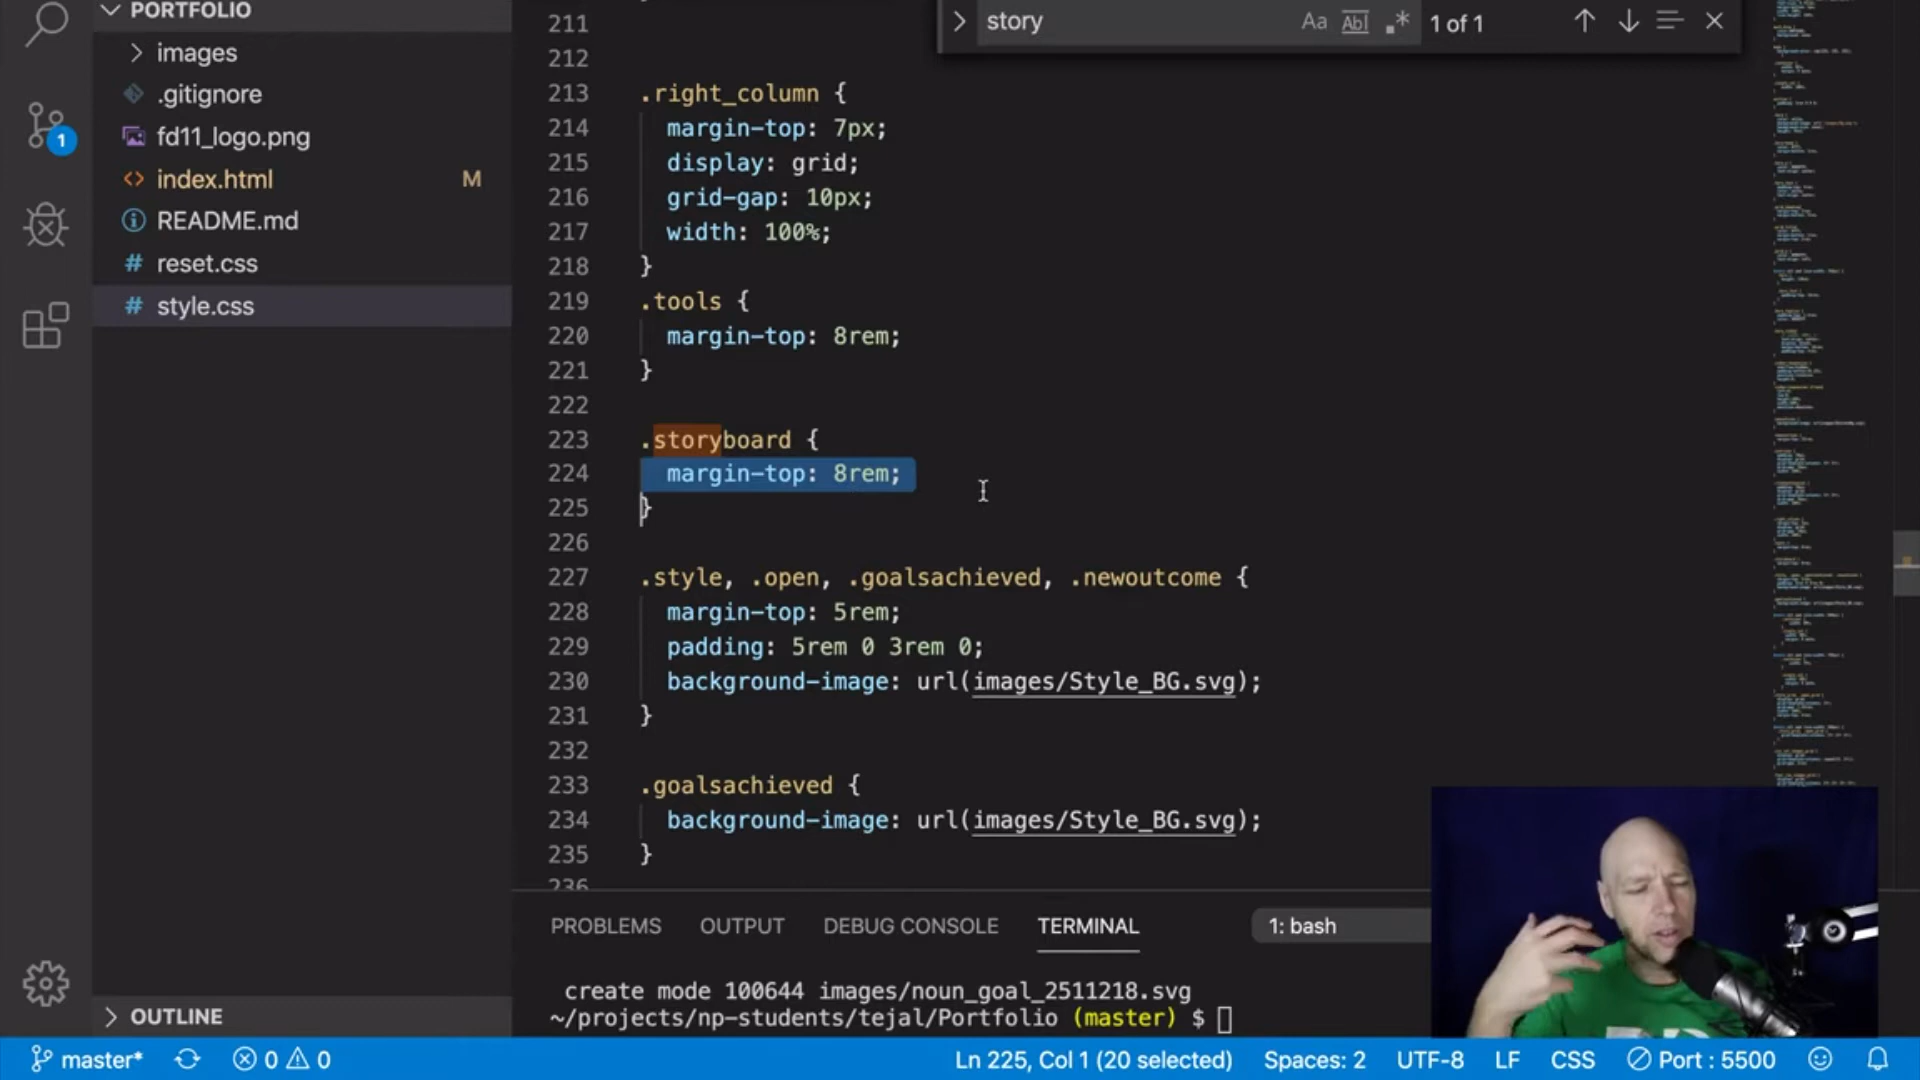 PORTFOLIO
images
.gitignore
fd11_logo.png
index.html M
README.md
reset.css
style.css
OUTLINE
1
story Aa Abl .* 1 of 1
211
212
213 .right_column {
214 margin-top: 7px;
215 display: grid;
216 grid-gap: 10px;
217 width: 100%;
218 }
219 .tools {
220 margin-top: 8rem;
221 }
222
223 .storyboard {
224 margin-top: 8rem;
225 }
226
227 .style, .open, .goalsachieved, .newoutcome {
228 margin-top: 5rem;
229 padding: 5rem 0 3rem 0;
230 background-image: url(images/Style_BG.svg);
231 }
232
233 .goalsachieved {
234 background-image: url(images/Style_BG.svg);
235 }
236
PROBLEMS OUTPUT DEBUG CONSOLE TERMINAL 1: bash
create mode 100644 images/noun_goal_2511218.svg
~/projects/np-students/tejal/Portfolio (master) $
master* 0 0 Ln 225, Col 1 (20 selected) Spaces: 2 UTF-8 LF CSS Port : 5500